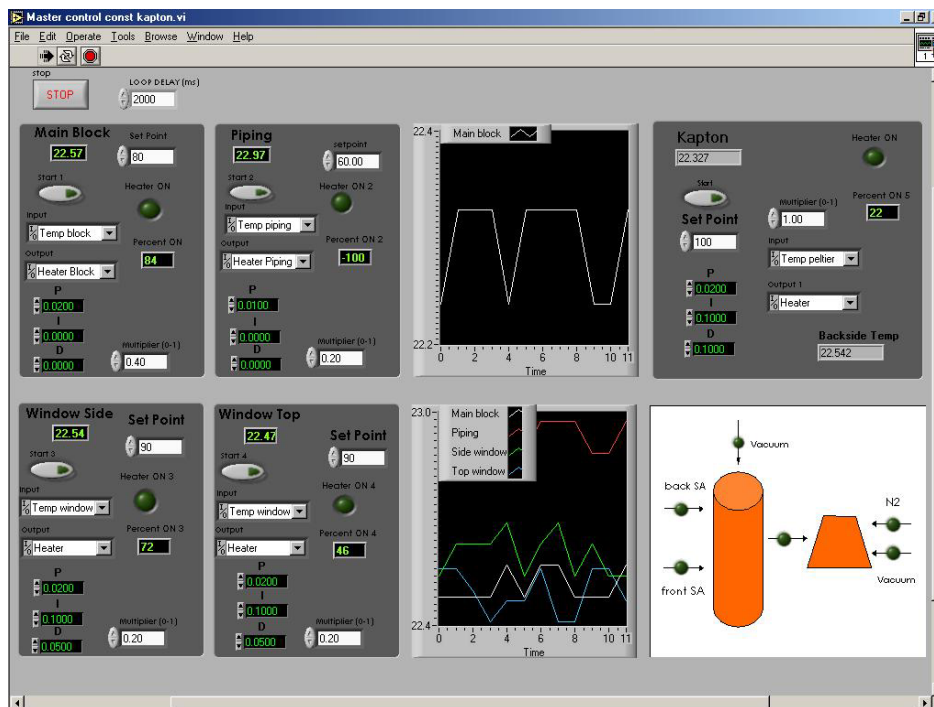 Master control const kapton.vi
File Edit Operate Tools Browse Window Help
stop
STOP
LOOP DELAY (ms)
2000
Main Block
22.57
Set Point
80
Start 1
Heater ON
Input
Temp block
Output
Heater Block
Percent ON
84
P
0.0200
I
0.0000
D
0.0000
Multiplier (0-1)
0.40
Piping
22.97
setpoint
60.00
Start 2
Heater ON 2
Input
Temp piping
Output
Heater Piping
Percent ON 2
-100
P
0.0100
I
0.0000
D
0.0000
Multiplier (0-1)
0.20
Main block
22.4
22.2
0 2 4 6 8 10 11
Time
Kapton
22.327
Heater ON
Start
Set Point
100
Multiplier (0-1)
1.00
Percent ON 5
22
Input
Temp peltier
Output 1
Heater
P
0.0200
I
0.1000
D
0.1000
Backside Temp
22.542
Window Side
22.54
Set Point
90
Start 3
Heater ON 3
Input
Temp window
Output
Heater
Percent ON 3
72
P
0.0200
I
0.1000
D
0.0500
Multiplier (0-1)
0.20
Window Top
22.47
Set Point
90
Start 4
Heater ON 4
Input
Temp window
Output
Heater
Percent ON 4
46
P
0.0200
I
0.1000
D
0.0500
Multiplier (0-1)
0.20
23.0
Main block
Piping
Side window
Top window
22.4
0 2 4 6 8 10 11
Time
Vacuum
back SA
N2
front SA
Vacuum